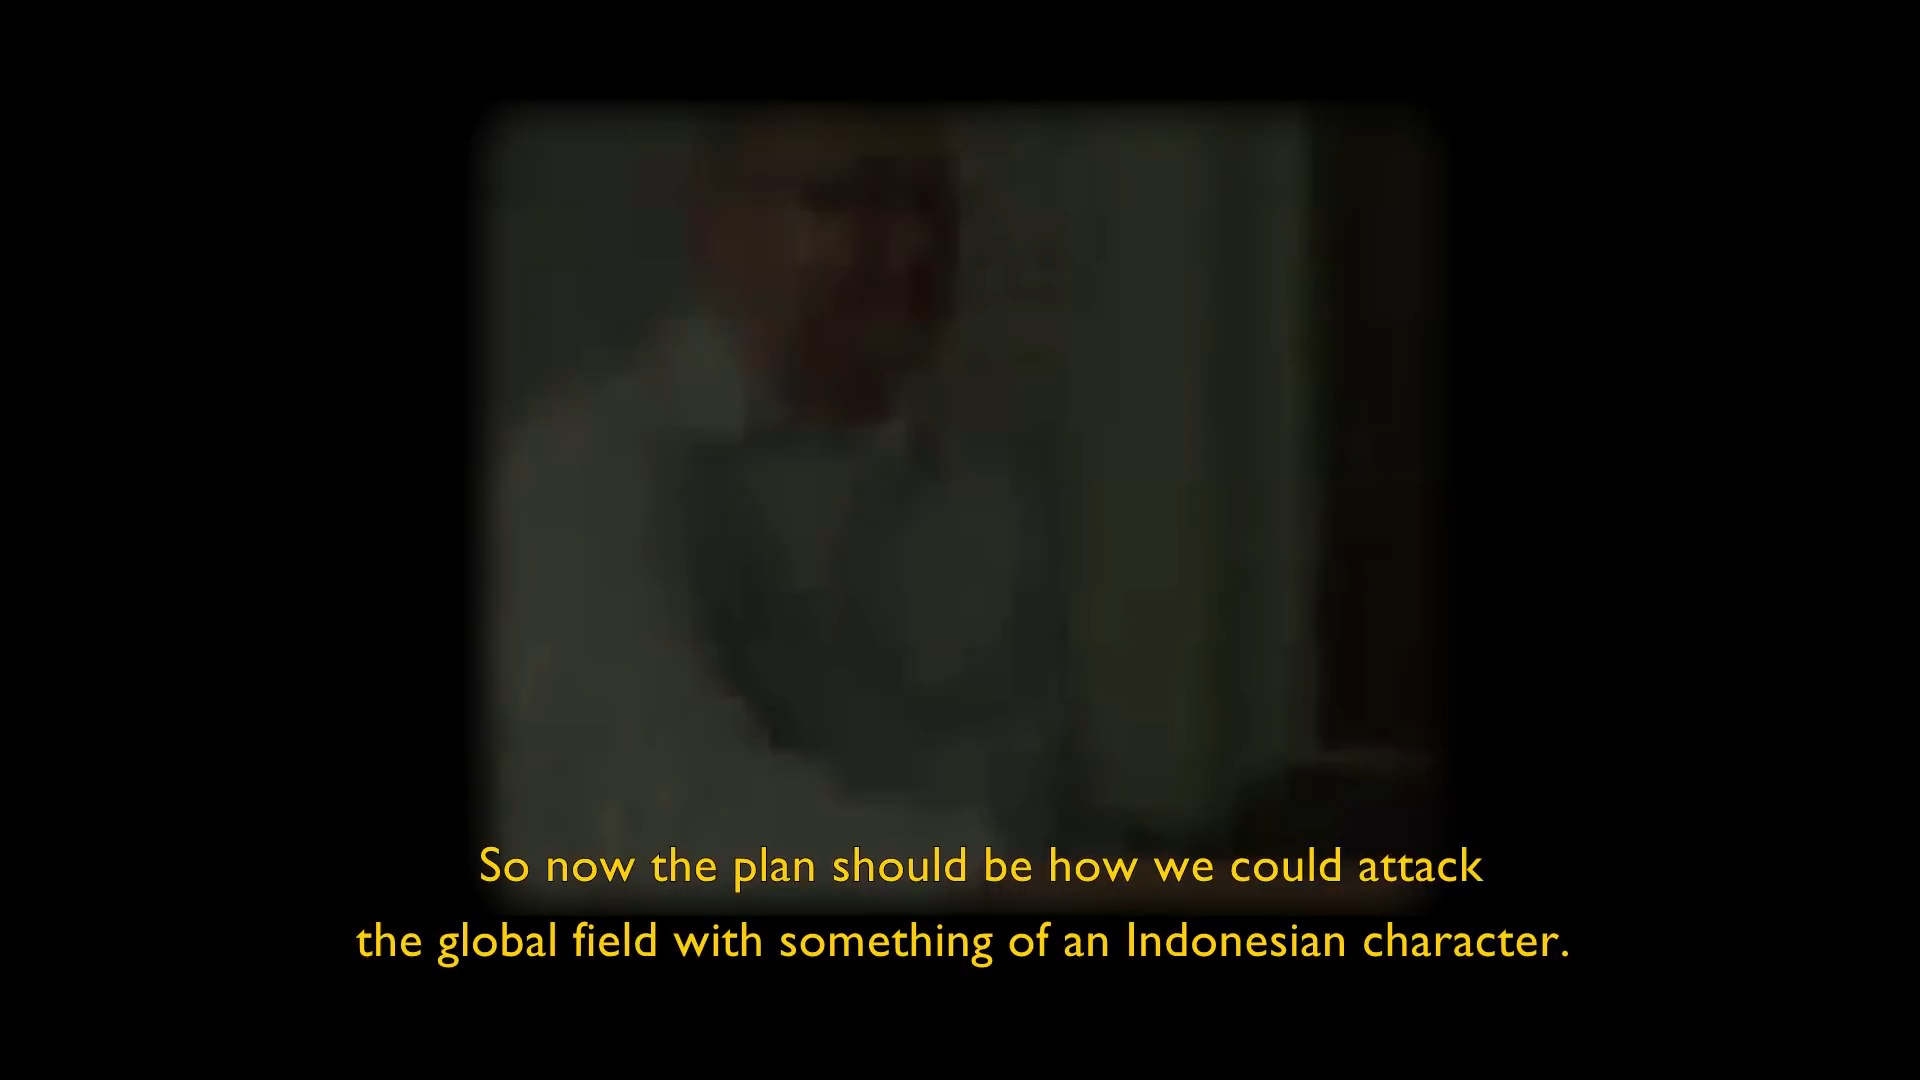 So now the plan should be how we could attack
the global field with something of an Indonesian character.